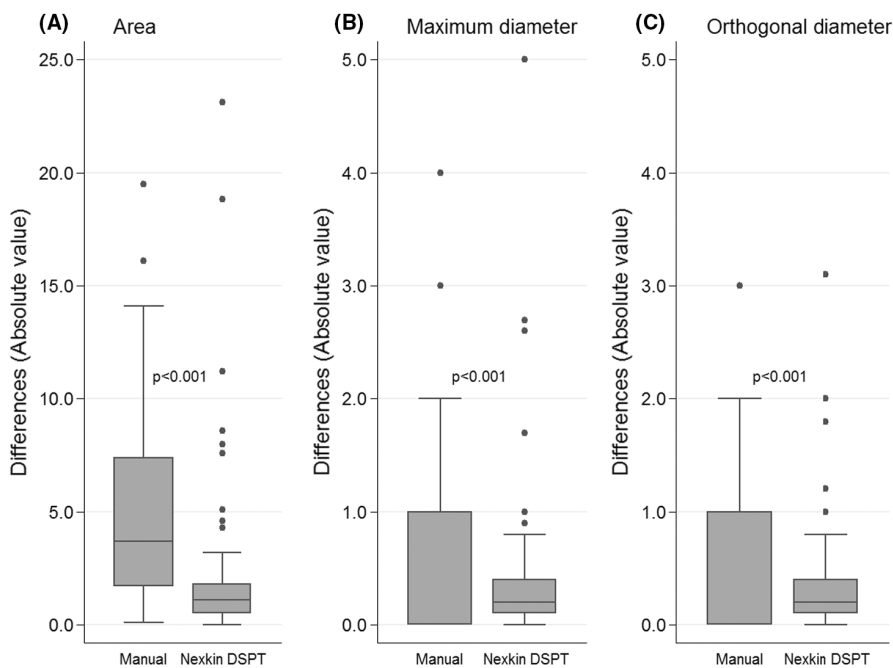 (A) Area
(B) Maximum diameter
(C) Orthogonal diameter
Differences (Absolute value)
25.0
20.0
15.0
10.0
5.0
0.0
p<0.001
Manual Nexkin DSPT
Differences (Absolute value)
5.0
4.0
3.0
2.0
1.0
0.0
p<0.001
Manual Nexkin DSPT
Differences (Absolute value)
5.0
4.0
3.0
2.0
1.0
0.0
p<0.001
Manual Nexkin DSPT